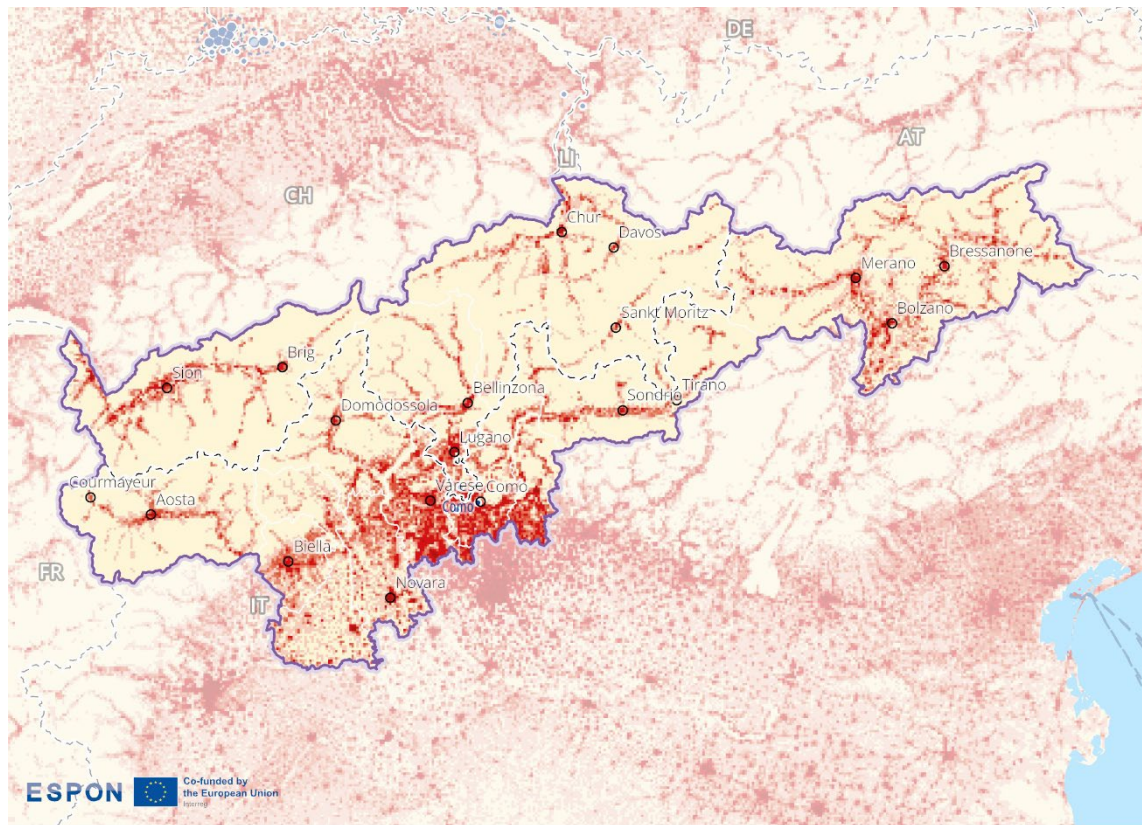 DE
AT
LI
CH
Chur
Davos
Merano
Bressanone
Bolzano
Sankt Moritz
Brig
Sion
Bellinzona
Domodossola
Sondrio
Tirano
Lugano
Courmayeur
Aosta
Varese
Como
Como
Biella
Novara
FR
IT
ESPON
Co-funded by
the European Union
Interreg